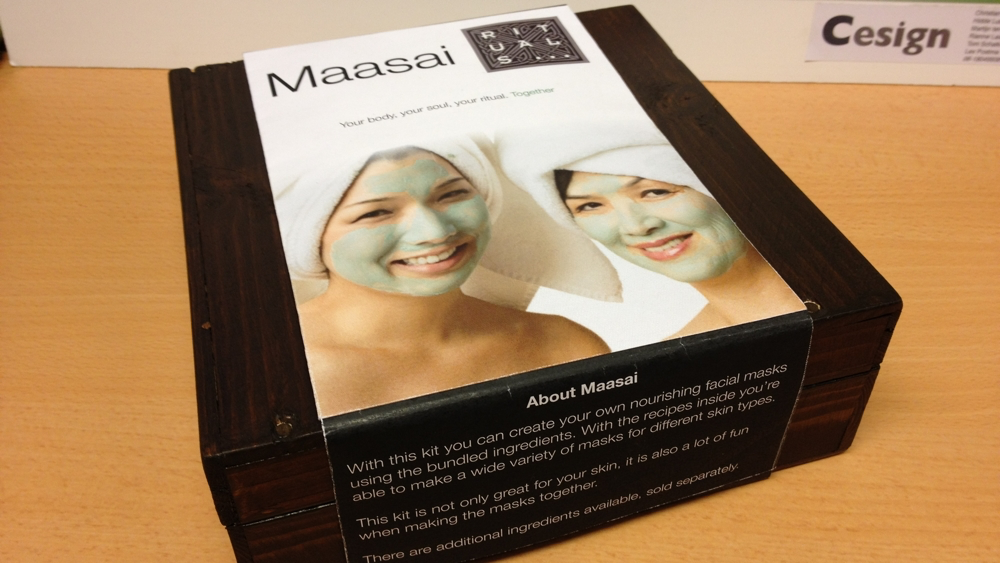 Maasai
RITUALS...
Your body, your soul, your ritual. Together
About Maasai
With this kit you can create your own nourishing facial masks
using the bundled ingredients. With the recipes inside you're
able to make a wide variety of masks for different skin types.
This kit is not only great for your skin, it is also a lot of fun
when making the masks together.
There are additional ingredients available, sold separately.
Cesign